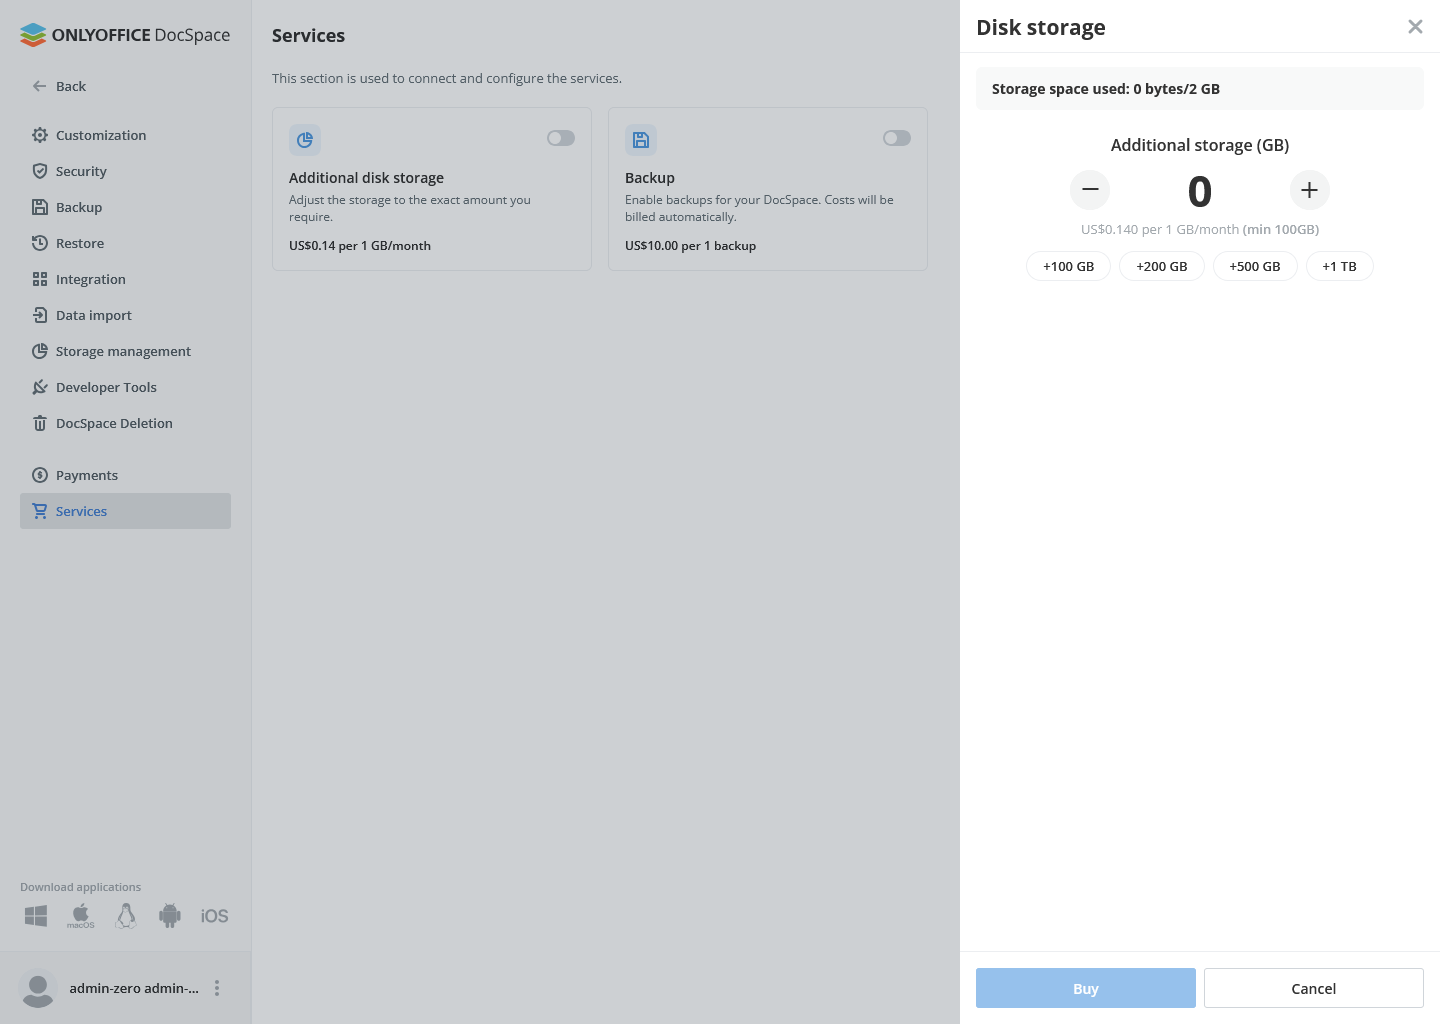 ONLYOFFICE DocSpace
Back
Customization
Security
Backup
Restore
Integration
Data import
Storage management
Developer Tools
DocSpace Deletion
Payments
Services
Download applications
macOS
iOS
admin-zero admin-...
Services
This section is used to connect and configure the services.
Additional disk storage
Adjust the storage to the exact amount you
require.
US$0.14 per 1 GB/month
Backup
Enable backups for your DocSpace. Costs will be
billed automatically.
US$10.00 per 1 backup
Disk storage
Storage space used: 0 bytes/2 GB
Additional storage (GB)
0
US$0.140 per 1 GB/month (min 100GB)
+100 GB
+200 GB
+500 GB
+1 TB
Buy
Cancel